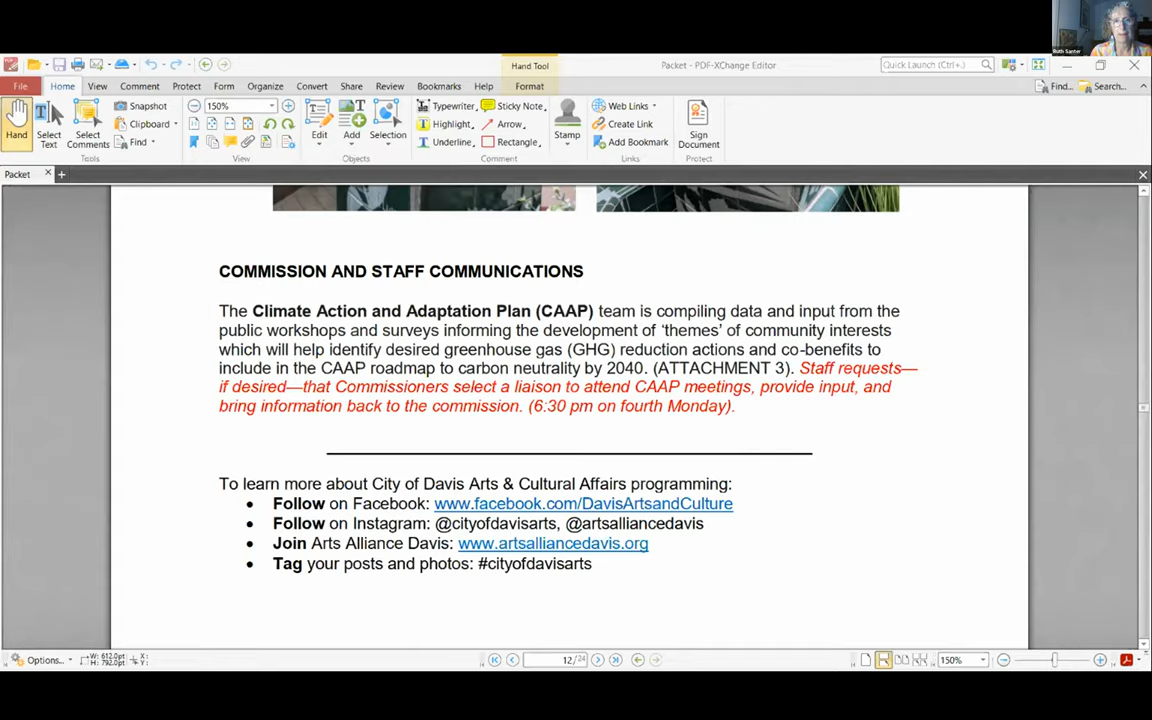 Ruth Santer
Hand Tool
Packet - PDF-XChange Editor
Quick Launch (Ctrl+.)
File Home View Comment Protect Form Organize Convert Share Review Bookmarks Help Format
Find... Search...
Hand
Select Text
Select Comments
Snapshot
Clipboard
Find
Tools
150%
View
Edit
Add
Selection
Objects
Typewriter Sticky Note
Highlight Arrow
Underline Rectangle
Comment
Stamp
Web Links
Create Link
Add Bookmark
Links
Sign Document
Protect
Packet
COMMISSION AND STAFF COMMUNICATIONS
The Climate Action and Adaptation Plan (CAAP) team is compiling data and input from the
public workshops and surveys informing the development of ‘themes’ of community interests
which will help identify desired greenhouse gas (GHG) reduction actions and co-benefits to
include in the CAAP roadmap to carbon neutrality by 2040. (ATTACHMENT 3). Staff requests—
if desired—that Commissioners select a liaison to attend CAAP meetings, provide input, and
bring information back to the commission. (6:30 pm on fourth Monday).
To learn more about City of Davis Arts & Cultural Affairs programming:
• Follow on Facebook: www.facebook.com/DavisArtsandCulture
• Follow on Instagram: @cityofdavisarts, @artsalliancedavis
• Join Arts Alliance Davis: www.artsalliancedavis.org
• Tag your posts and photos: #cityofdavisarts
Options...
W: 612.0pt
H: 792.0pt
X:
Y:
12/24
150%